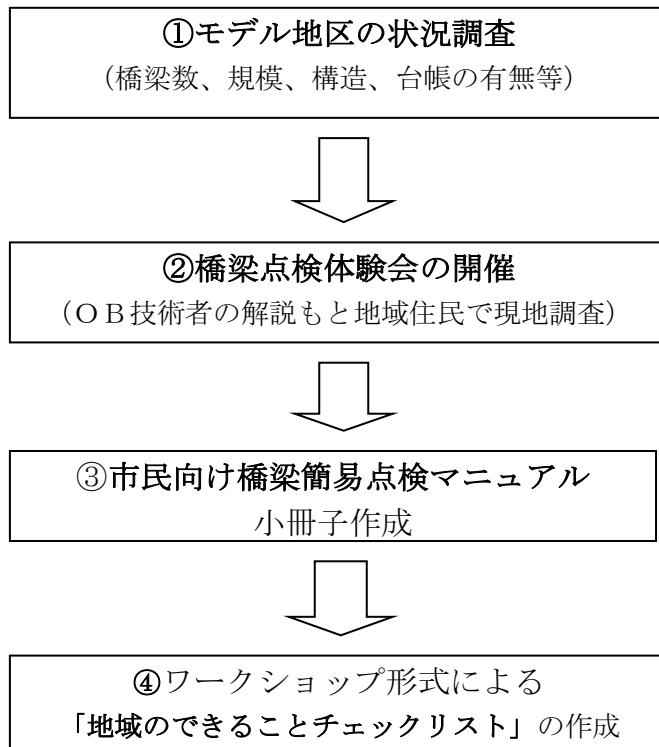 ①モデル地区の状況調査
（橋梁数、規模、構造、台帳の有無等）
②橋梁点検体験会の開催
（ＯＢ技術者の解説もと地域住民で現地調査）
③市民向け橋梁簡易点検マニュアル
小冊子作成
④ワークショップ形式による
「地域のできることチェックリスト」の作成